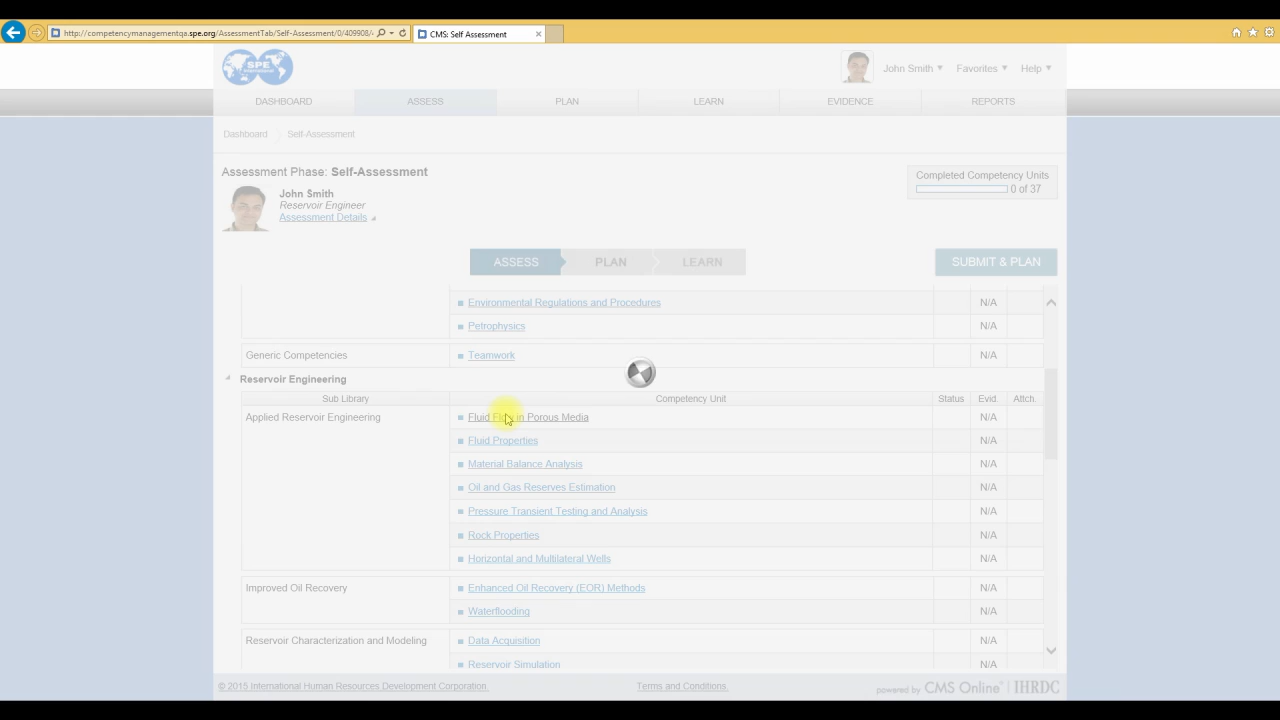 http://competencymanagementqa.spe.org/AssessmentTab/Self-Assessment/0/409908/
CMS: Self Assessment
SPE International
John Smith Favorites Help
DASHBOARD ASSESS PLAN LEARN EVIDENCE REPORTS
Dashboard Self-Assessment
Assessment Phase: Self-Assessment
Completed Competency Units
0 of 37
John Smith
Reservoir Engineer
Assessment Details
ASSESS PLAN LEARN SUBMIT & PLAN
Environmental Regulations and Procedures N/A
Petrophysics N/A
Generic Competencies Teamwork N/A
Reservoir Engineering
Sub Library Competency Unit Status Evid. Attch.
Applied Reservoir Engineering Fluid Flow in Porous Media N/A
Fluid Properties N/A
Material Balance Analysis N/A
Oil and Gas Reserves Estimation N/A
Pressure Transient Testing and Analysis N/A
Rock Properties N/A
Horizontal and Multilateral Wells N/A
Improved Oil Recovery Enhanced Oil Recovery (EOR) Methods N/A
Waterflooding N/A
Reservoir Characterization and Modeling Data Acquisition N/A
Reservoir Simulation N/A
© 2015 International Human Resources Development Corporation. Terms and Conditions. powered by CMS Online | IHRDC